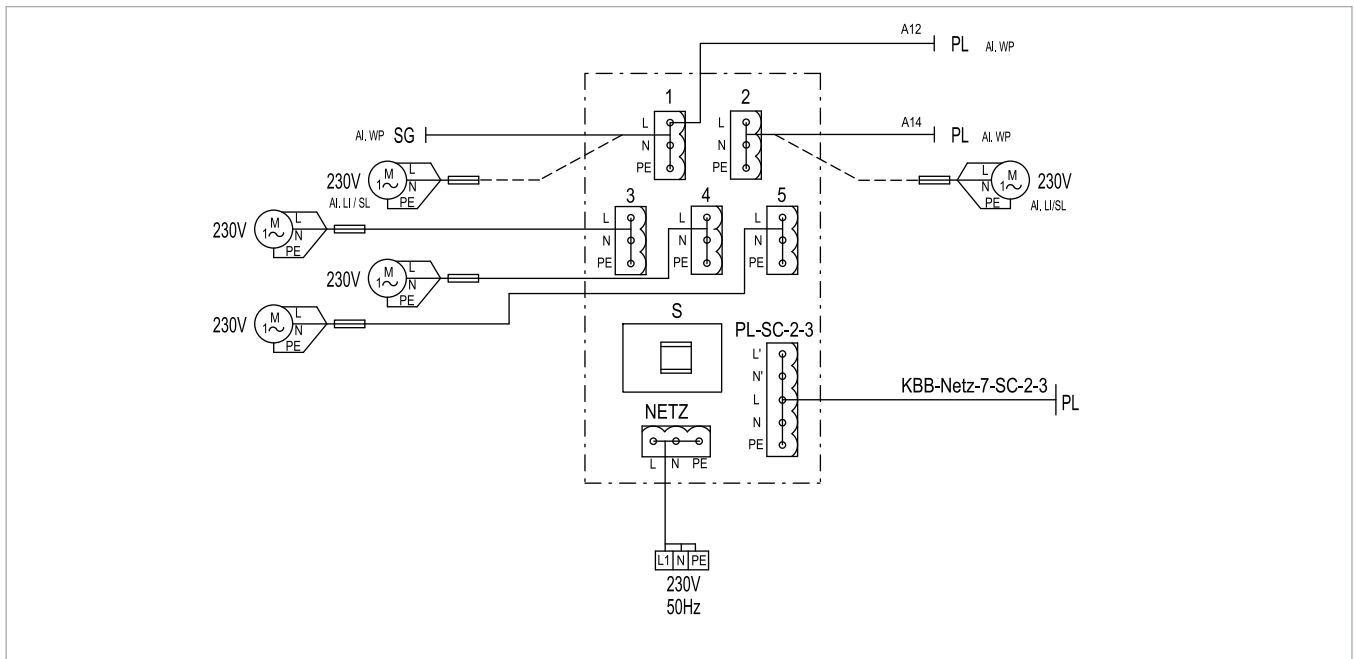 A12
PL Al. WP
1 2
L
N
PE
L
N
PE
Al. WP SG
A14
PL Al. WP
230V
Al. LI / SL
M
1~
L
N
PE
L
N
PE
M
1~
230V
Al. LI/SL
3 4 5
L
N
PE
L
N
PE
L
N
PE
230V
M
1~
L
N
PE
230V
M
1~
L
N
PE
230V
M
1~
L
N
PE
S
PL-SC-2-3
L'
N'
L
N
PE
KBB-Netz-7-SC-2-3
PL
NETZ
L N PE
L1 N PE
230V
50Hz